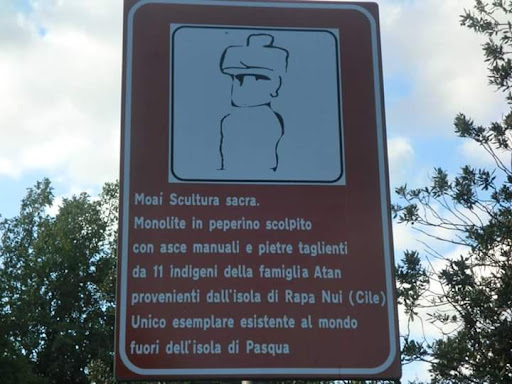 Moai Scultura sacra.
Monolite in peperino scolpito
con asce manuali e pietre taglienti
da 11 indigeni della famiglia Atan
provenienti dall'isola di Rapa Nui (Cile)
Unico esemplare esistente al mondo
fuori dell'isola di Pasqua